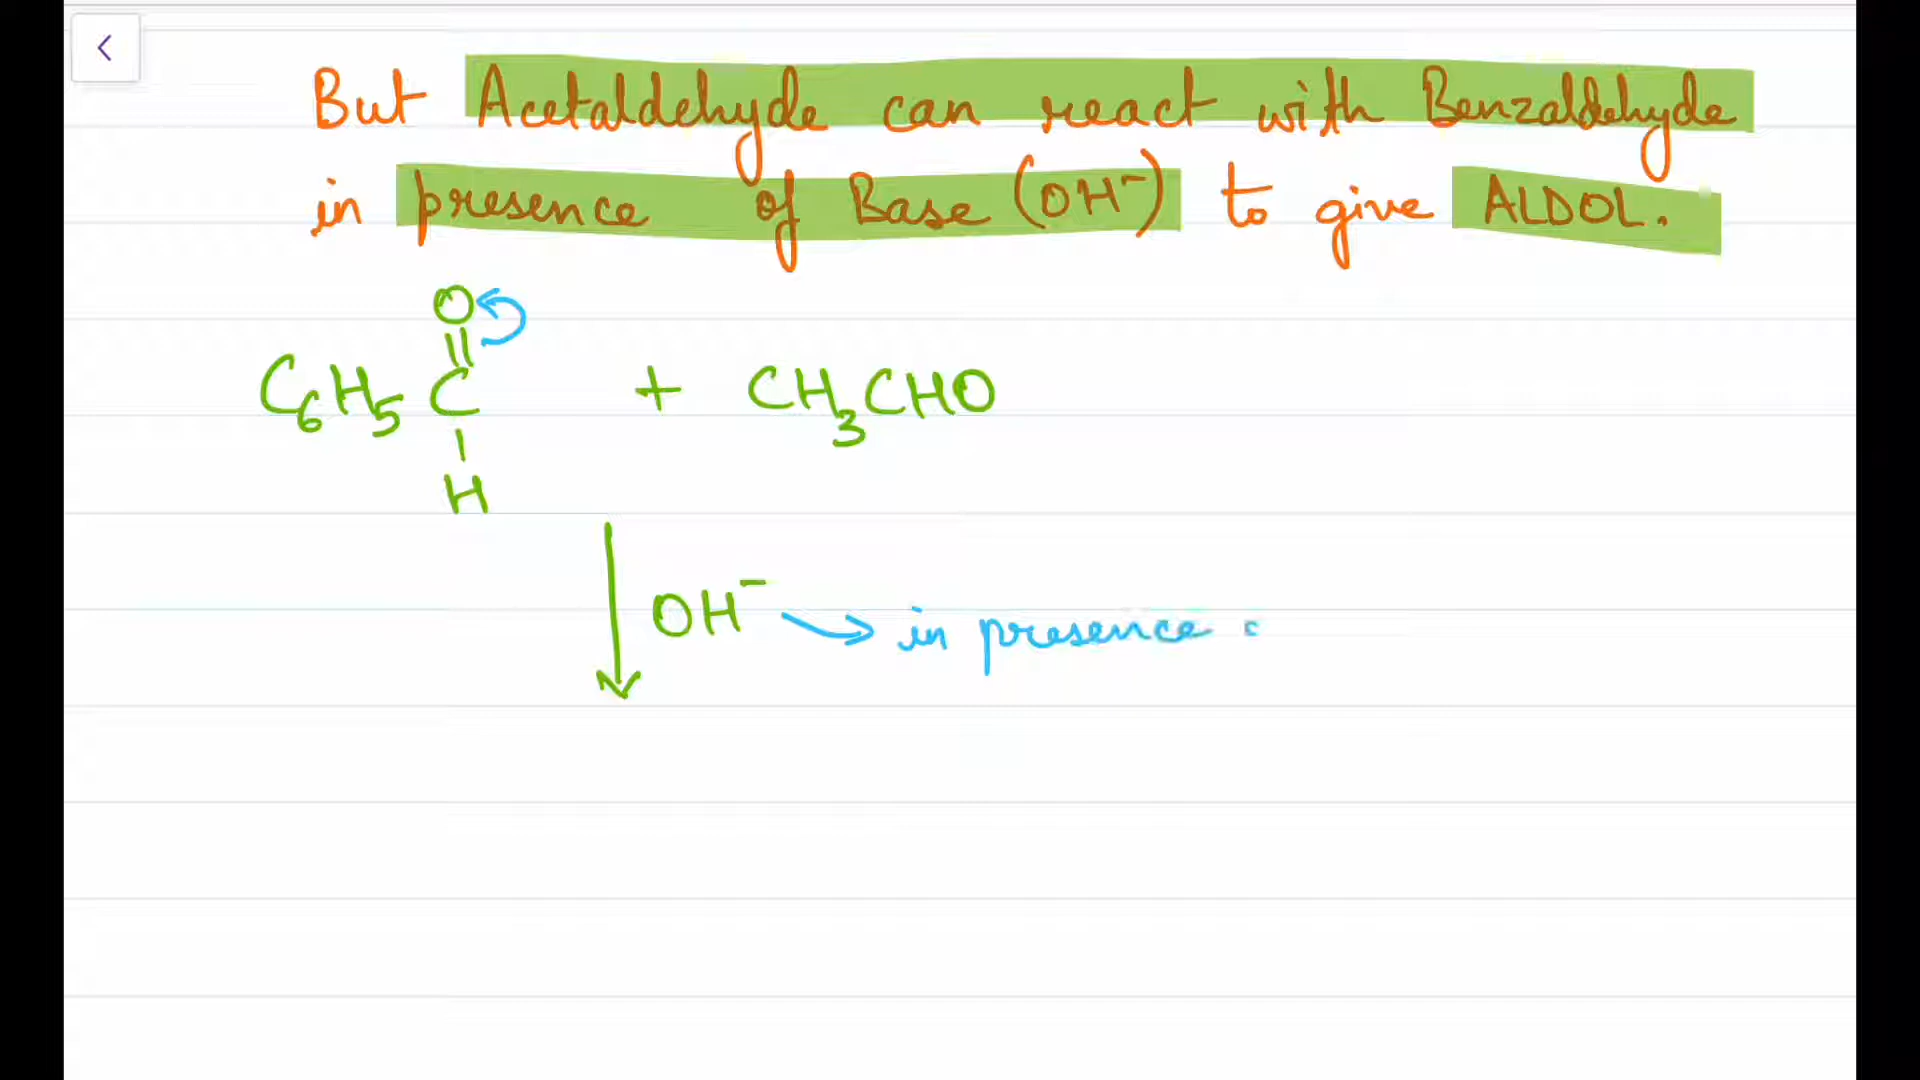 But Acetaldehyde can react with Benzaldehyde
in presence of Base (OH⁻) to give ALDOL.
O
||
C₆H₅ C + CH₃CHO
|
H
OH⁻ → in presence